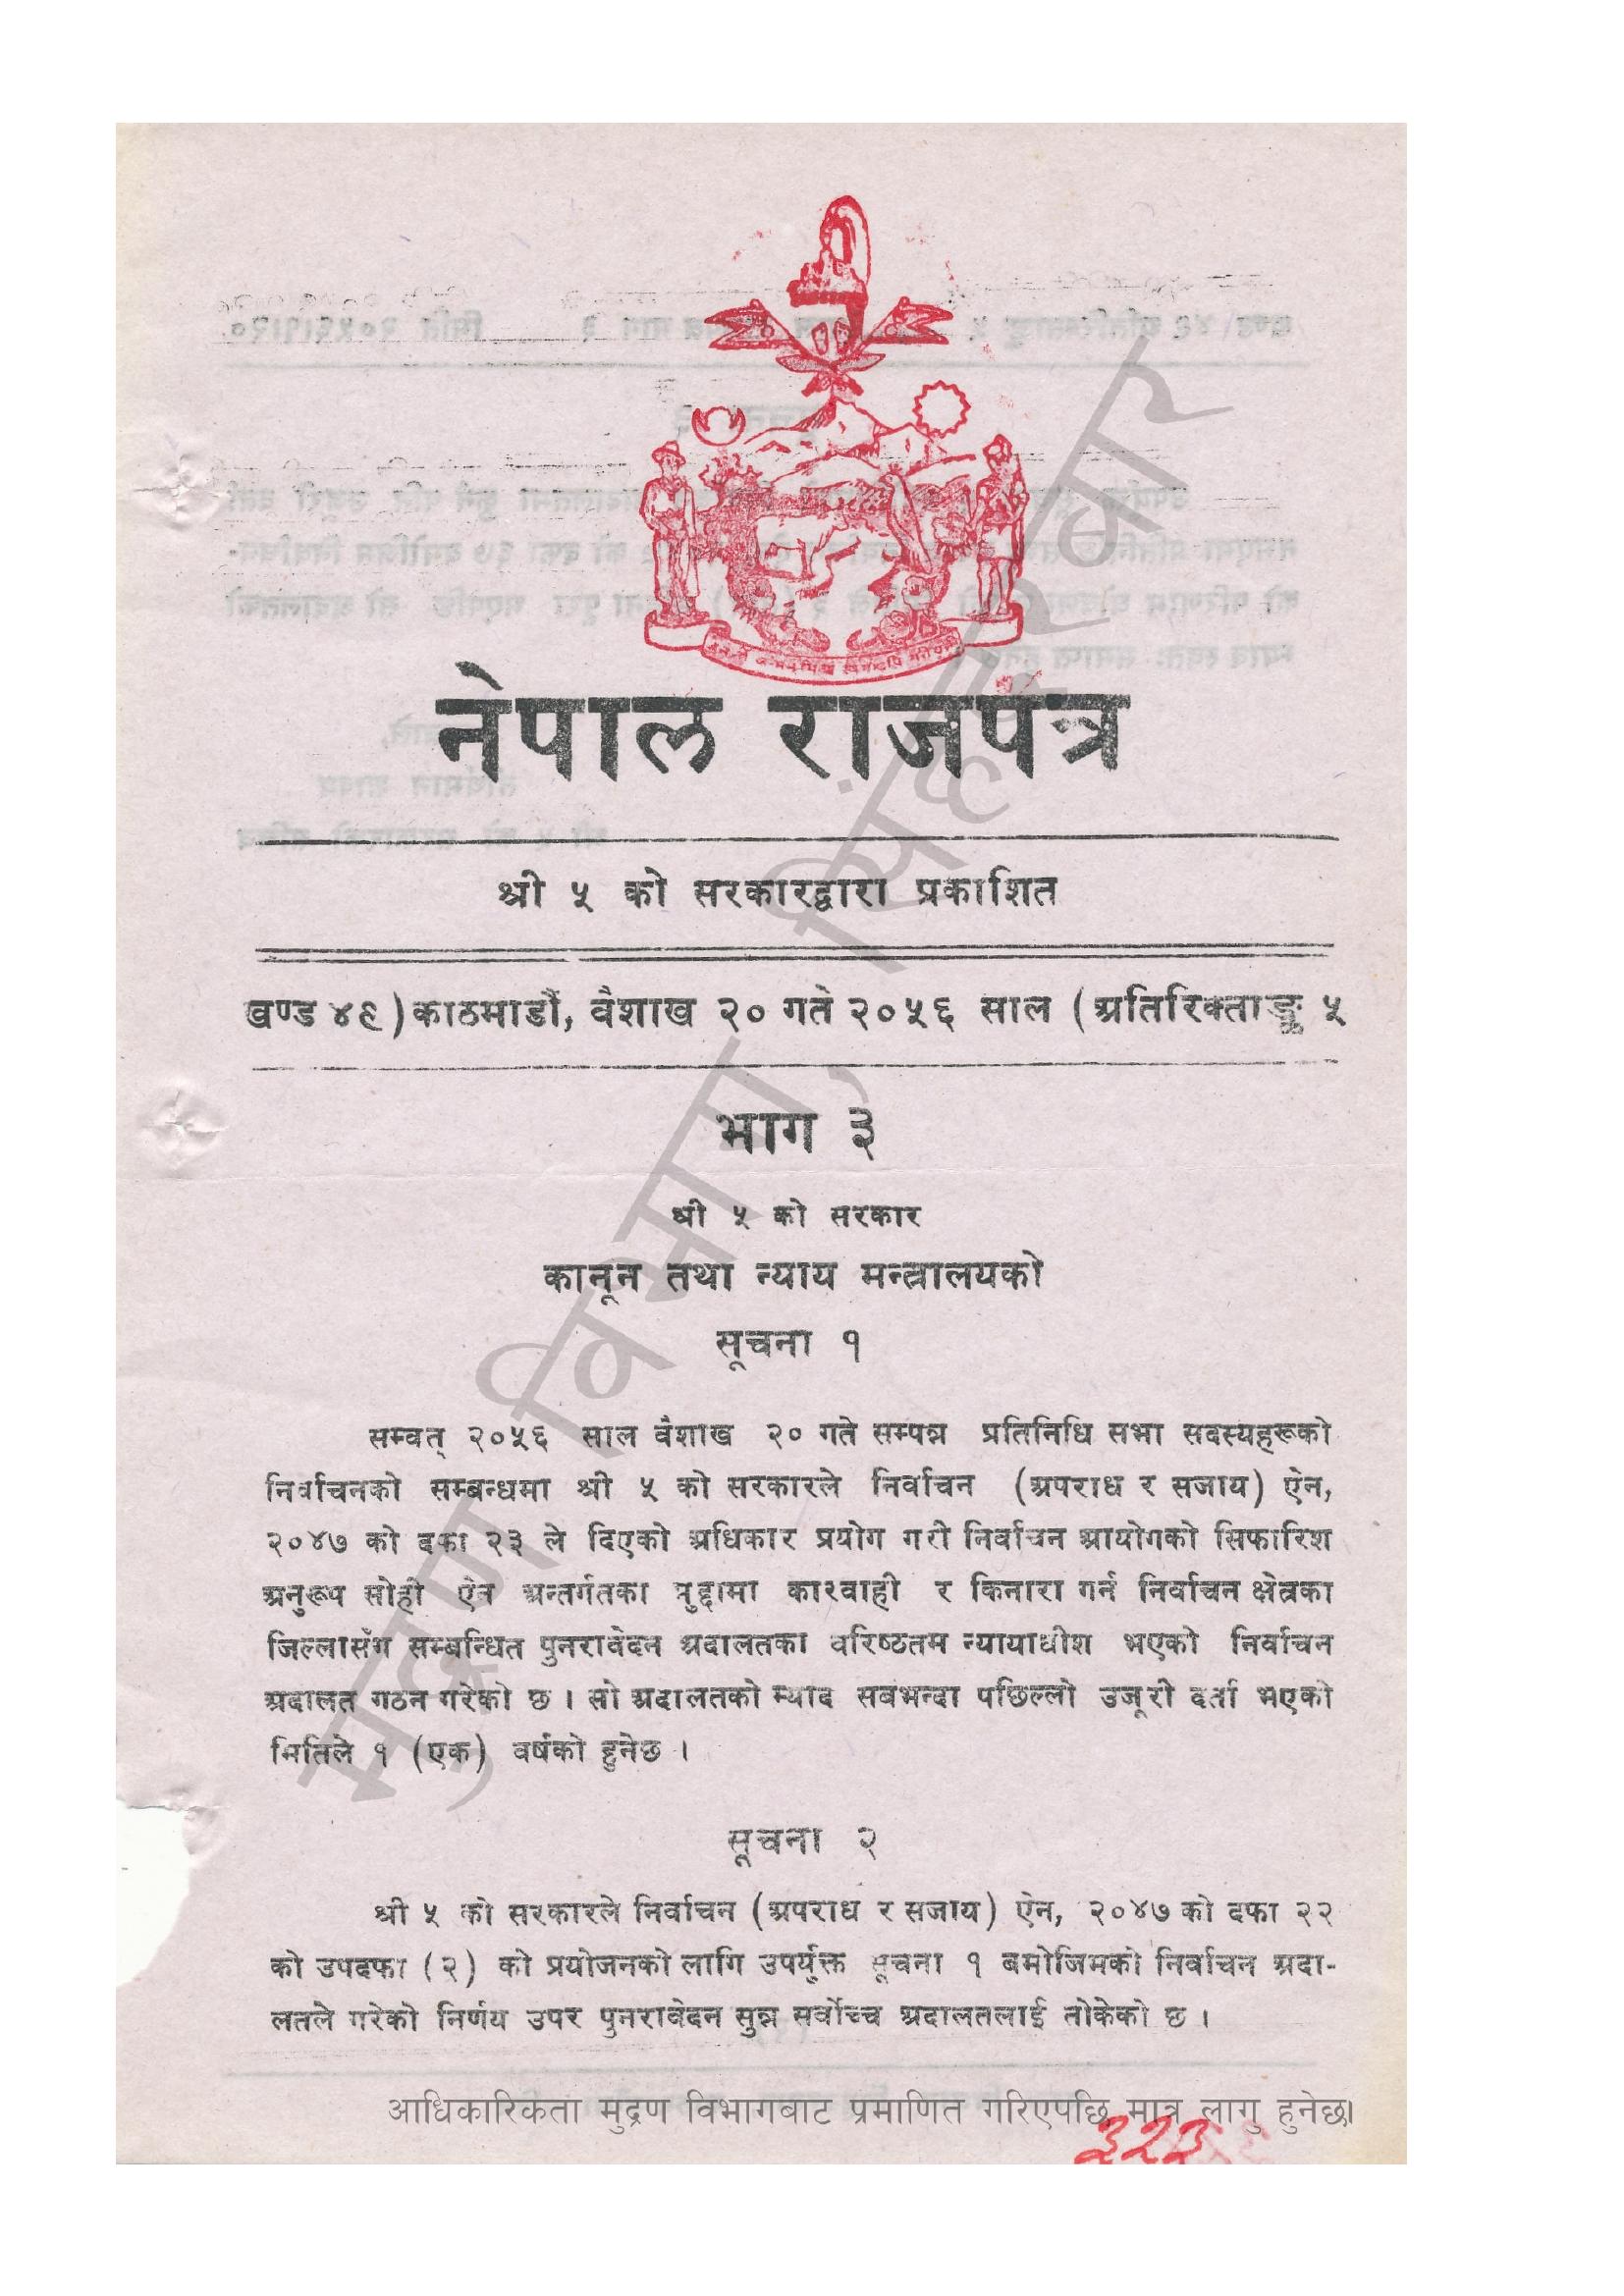 नेपाल राजपत्र
श्री ५ को सरकारद्वारा प्रकाशित
खण्ड ४९) काठमाडौं, वैशाख २० गते २०५६ साल (अतिरिक्ताङ्क ५
भाग ३
श्री ५ को सरकार
कानून तथा न्याय मन्त्रालयको
सूचना १
सम्वत् २०५६ साल वैशाख २० गते सम्पन्न प्रतिनिधि सभा सदस्यहरूको
निर्वाचनको सम्बन्धमा श्री ५ को सरकारले निर्वाचन (अपराध र सजाय) ऐन,
२०४७ को दफा २३ ले दिएको अधिकार प्रयोग गरी निर्वाचन आयोगको सिफारिश
अनुरूप सोही ऐन अन्तर्गतका मुद्दामा कारवाही र किनारा गर्न निर्वाचन क्षेत्रका
जिल्लासँग सम्बन्धित पुनरावेदन अदालतका वरिष्ठतम न्यायाधीश भएको निर्वाचन
अदालत गठन गरेको छ । सो अदालतको म्याद सबभन्दा पछिल्लो उजूरी दर्ता भएको
मितिले १ (एक) वर्षको हुनेछ ।
सूचना २
श्री ५ को सरकारले निर्वाचन (अपराध र सजाय) ऐन, २०४७ को दफा २२
को उपदफा (२) को प्रयोजनको लागि उपर्युक्त सूचना १ बमोजिमको निर्वाचन अदा-
लतले गरेको निर्णय उपर पुनरावेदन सुन्न सर्वोच्च अदालतलाई तोकेको छ ।
आधिकारिकता मुद्रण विभागबाट प्रमाणित गरिएपछि मात्र लागु हुनेछ।
३२३
मुद्रण विभाग, सिंहदरबार